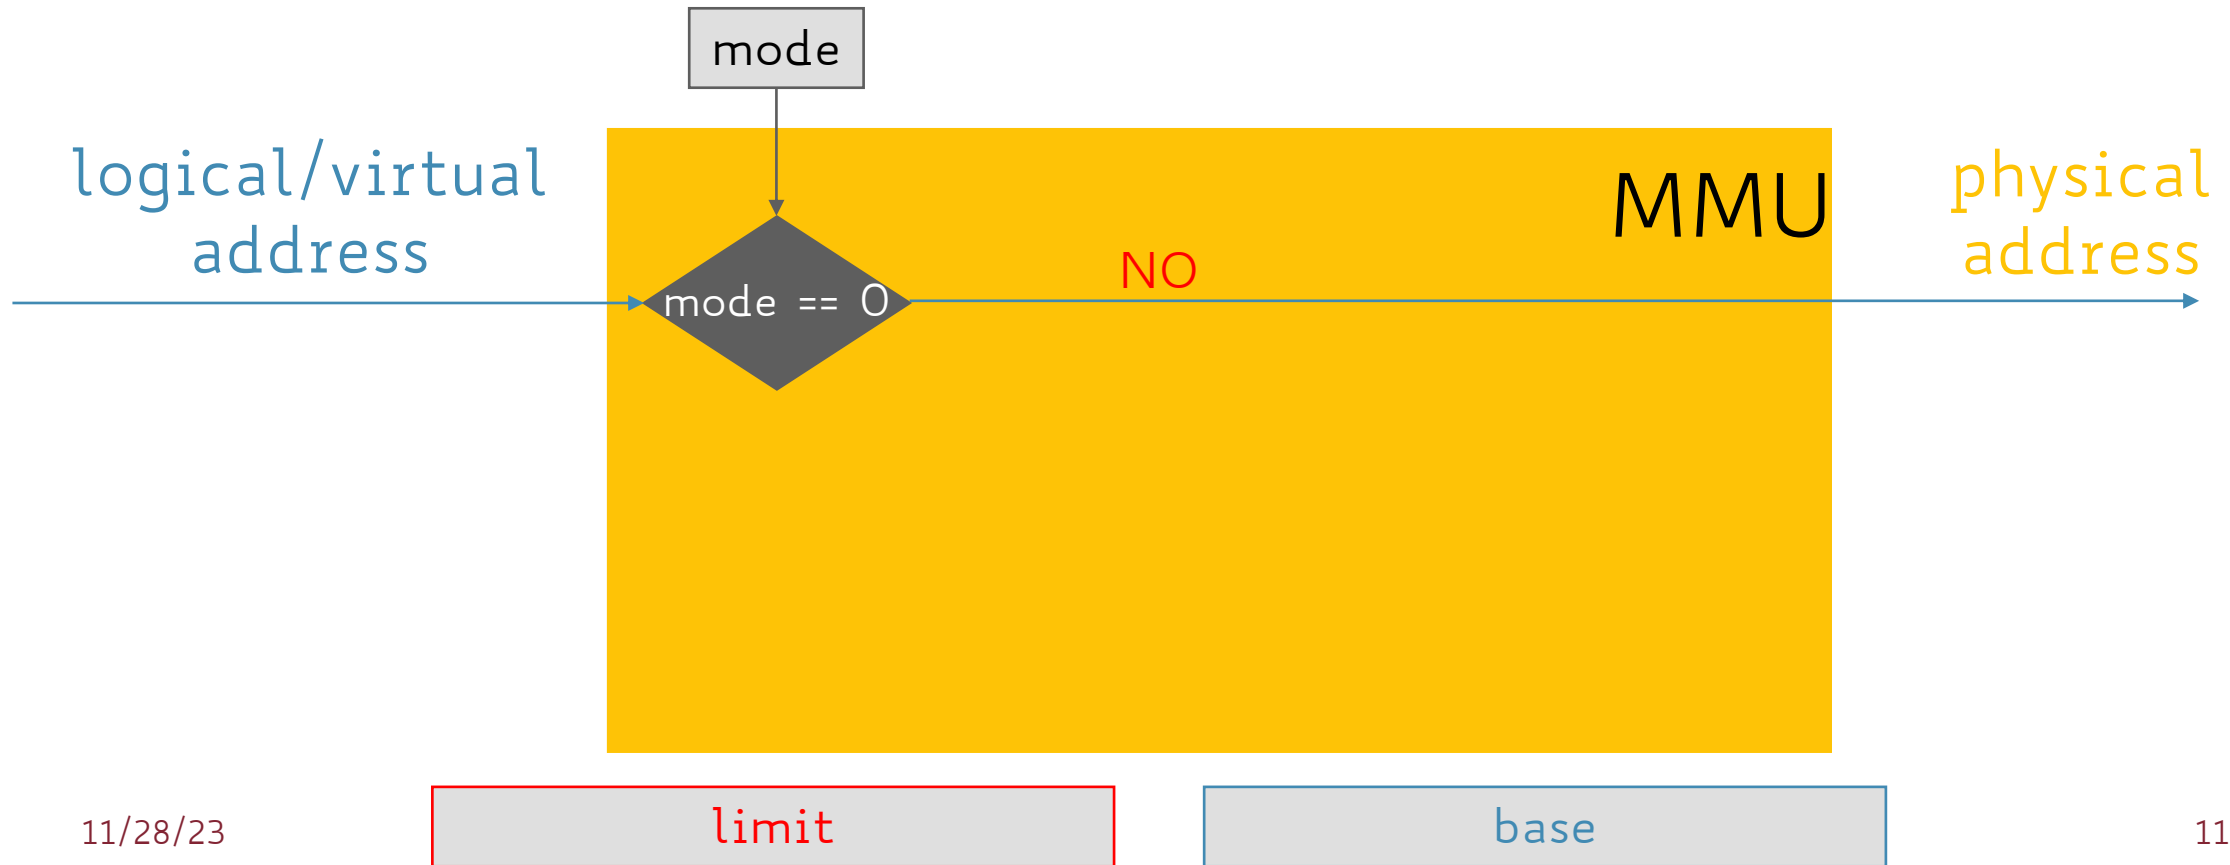 mode
logical/virtual
address
MMU
physical
address
NO
mode == 0
limit
base
11/28/23
11